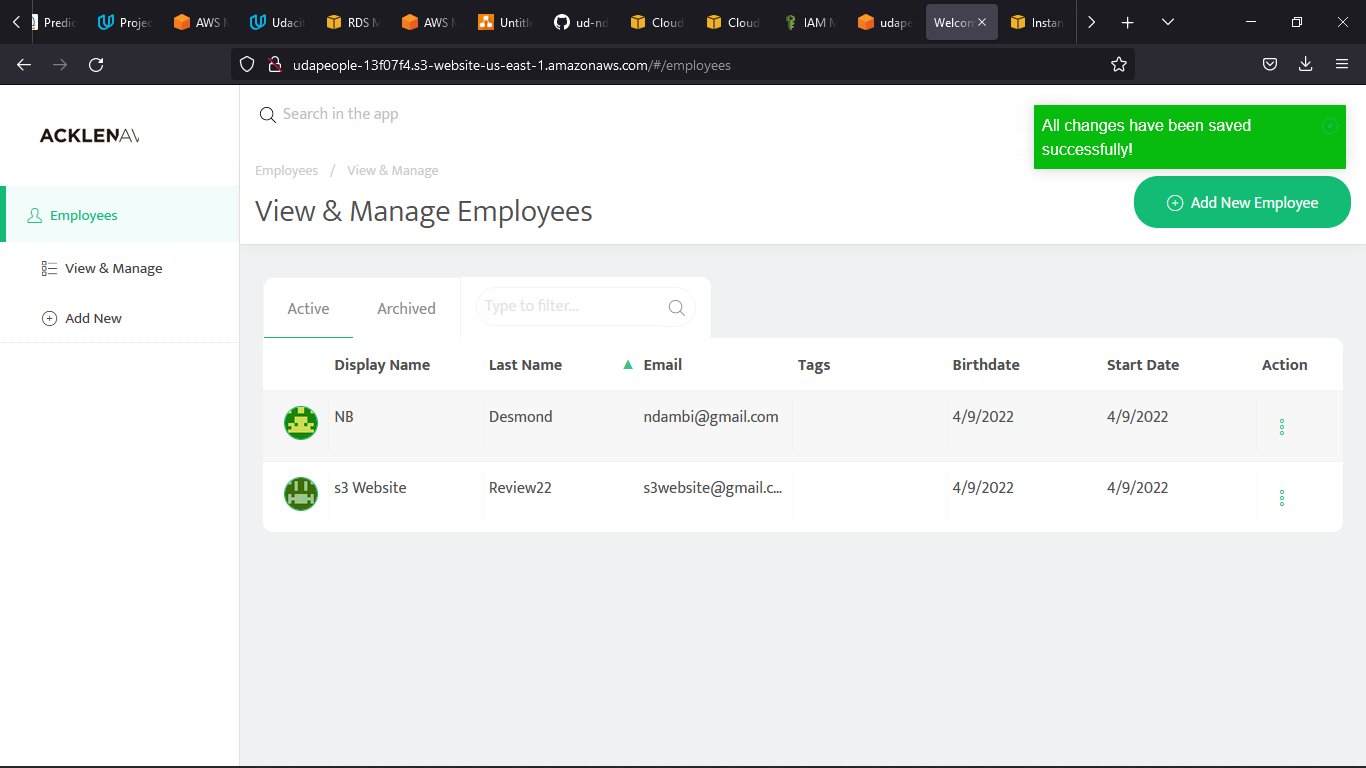 Predic
Projec
AWS M
Udacit
RDS M
AWS M
Untitle
ud-nd
Cloud
Cloud
IAM M
udape
Welcom
Instan
udapeople-13f07f4.s3-website-us-east-1.amazonaws.com/#/employees
ACKLENAV
Search in the app
All changes have been saved
successfully!
Employees / View & Manage
View & Manage Employees
Add New Employee
Employees
View & Manage
Add New
Active Archived Type to filter...
Display Name Last Name Email Tags Birthdate Start Date Action
NB Desmond ndambi@gmail.com 4/9/2022 4/9/2022
s3 Website Review22 s3website@gmail.c... 4/9/2022 4/9/2022